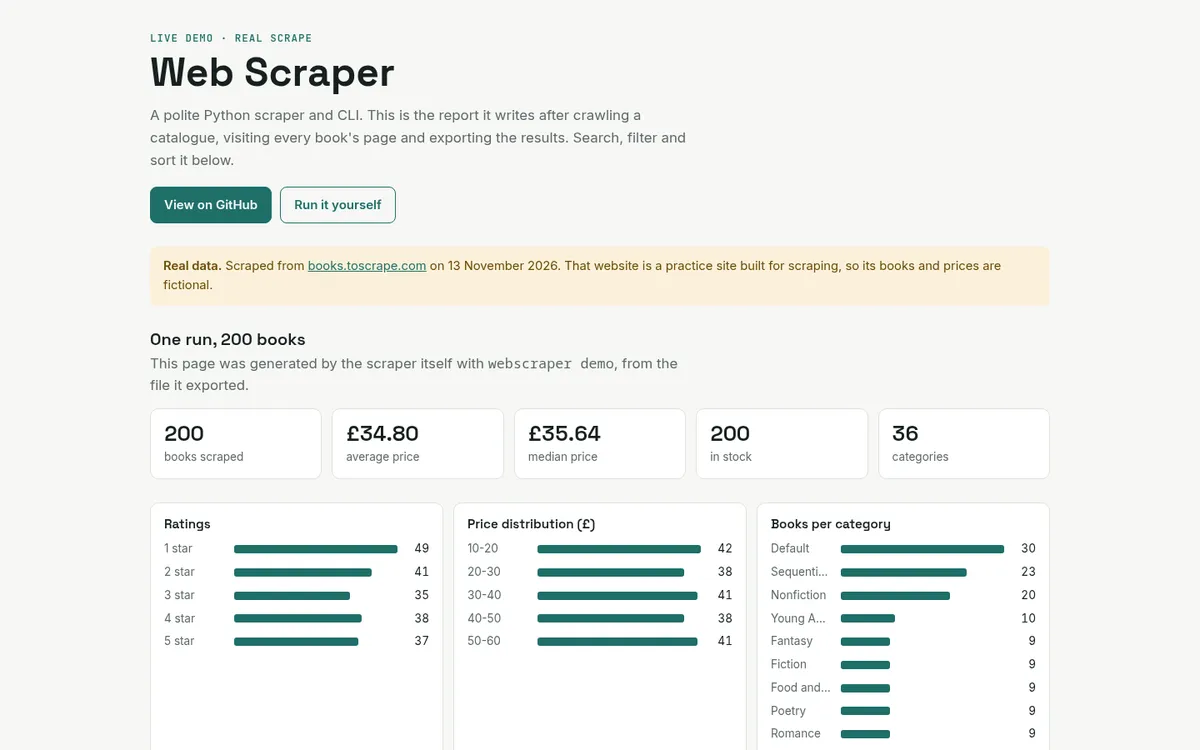 LIVE DEMO · REAL SCRAPE
Web Scraper
A polite Python scraper and CLI. This is the report it writes after crawling a
catalogue, visiting every book's page and exporting the results. Search, filter and
sort it below.
View on GitHub
Run it yourself
Real data. Scraped from books.toscrape.com on 13 November 2026. That website is a practice site built for scraping, so its books and prices are
fictional.
One run, 200 books
This page was generated by the scraper itself with webscraper demo, from the
file it exported.
200
books scraped
£34.80
average price
£35.64
median price
200
in stock
36
categories
Ratings
1 star 49
2 star 41
3 star 35
4 star 38
5 star 37
Price distribution (£)
10-20 42
20-30 38
30-40 41
40-50 38
50-60 41
Books per category
Default 30
Sequenti... 23
Nonfiction 20
Young A... 10
Fantasy 9
Fiction 9
Food and... 9
Poetry 9
Romance 9